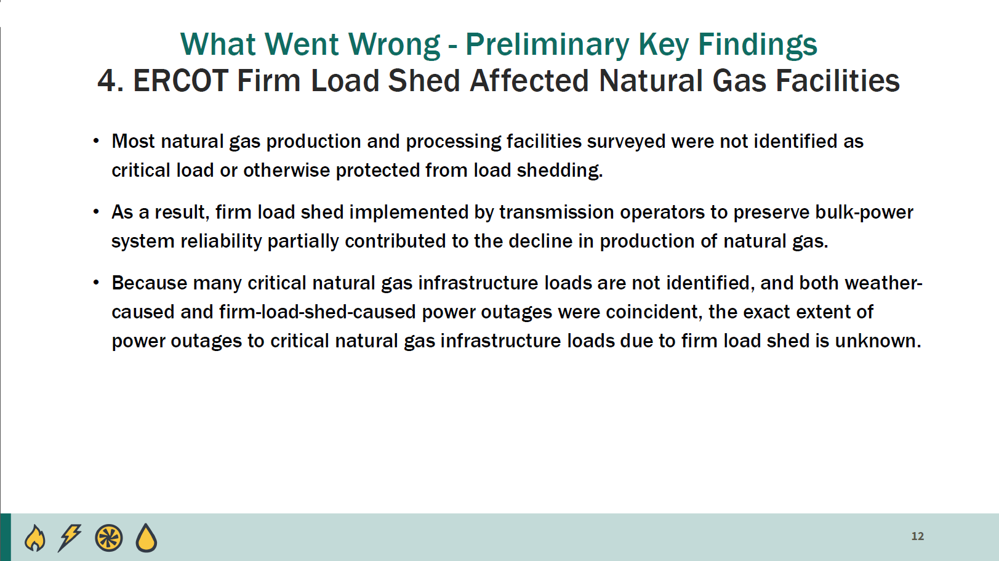 What Went Wrong - Preliminary Key Findings
4. ERCOT Firm Load Shed Affected Natural Gas Facilities
• Most natural gas production and processing facilities surveyed were not identified as
critical load or otherwise protected from load shedding.
• As a result, firm load shed implemented by transmission operators to preserve bulk-power
system reliability partially contributed to the decline in production of natural gas.
• Because many critical natural gas infrastructure loads are not identified, and both weather-
caused and firm-load-shed-caused power outages were coincident, the exact extent of
power outages to critical natural gas infrastructure loads due to firm load shed is unknown.
12